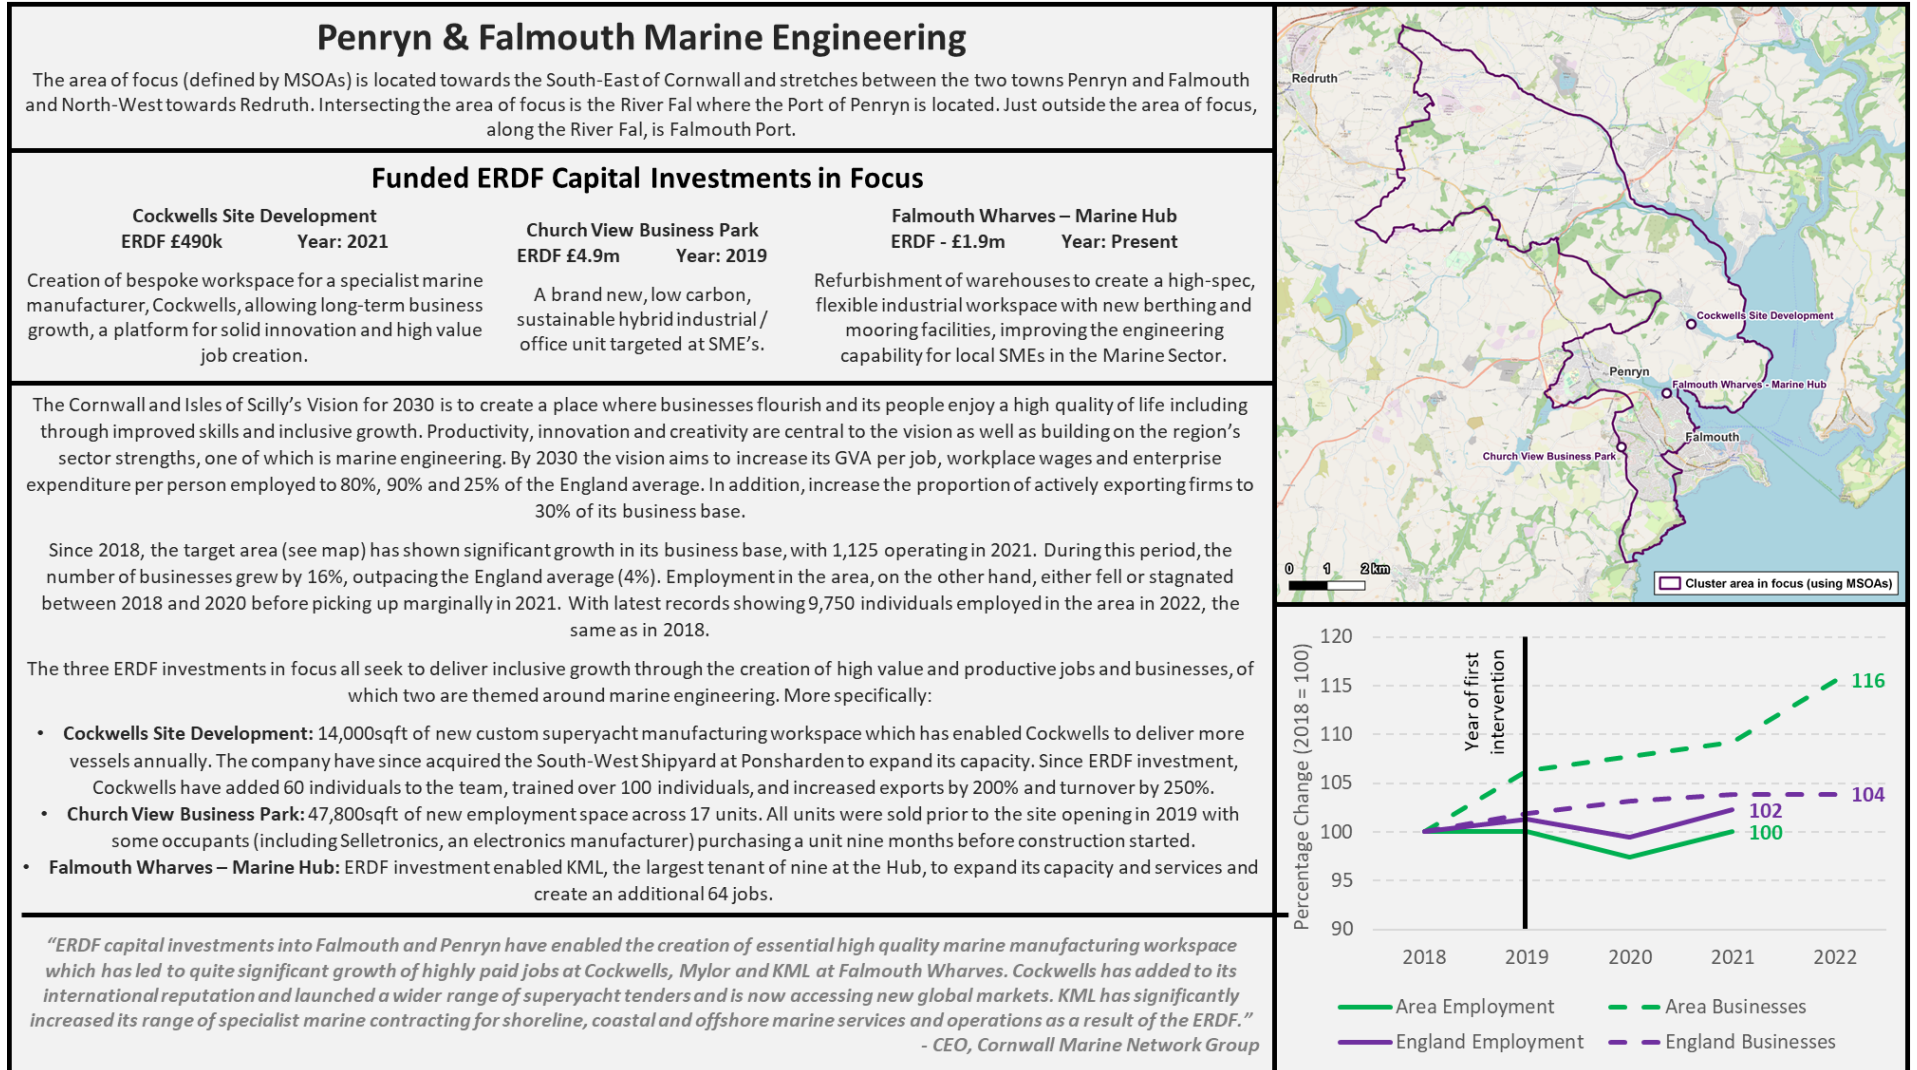 Penryn & Falmouth Marine Engineering
The area of focus (defined by MSOAs) is located towards the South-East of Cornwall and stretches between the two towns Penryn and Falmouth
and North-West towards Redruth. Intersecting the area of focus is the River Fal where the Port of Penryn is located. Just outside the area of focus,
along the River Fal, is Falmouth Port.
Funded ERDF Capital Investments in Focus
Cockwells Site Development
ERDF £490k Year: 2021
Creation of bespoke workspace for a specialist marine
manufacturer, Cockwells, allowing long-term business
growth, a platform for solid innovation and high value
job creation.
Church View Business Park
ERDF £4.9m Year: 2019
A brand new, low carbon,
sustainable hybrid industrial /
office unit targeted at SME's.
Falmouth Wharves – Marine Hub
ERDF - £1.9m Year: Present
Refurbishment of warehouses to create a high-spec,
flexible industrial workspace with new berthing and
mooring facilities, improving the engineering
capability for local SMEs in the Marine Sector.
The Cornwall and Isles of Scilly's Vision for 2030 is to create a place where businesses flourish and its people enjoy a high quality of life including
through improved skills and inclusive growth. Productivity, innovation and creativity are central to the vision as well as building on the region's
sector strengths, one of which is marine engineering. By 2030 the vision aims to increase its GVA per job, workplace wages and enterprise
expenditure per person employed to 80%, 90% and 25% of the England average. In addition, increase the proportion of actively exporting firms to
30% of its business base.
Since 2018, the target area (see map) has shown significant growth in its business base, with 1,125 operating in 2021. During this period, the
number of businesses grew by 16%, outpacing the England average (4%). Employment in the area, on the other hand, either fell or stagnated
between 2018 and 2020 before picking up marginally in 2021. With latest records showing 9,750 individuals employed in the area in 2022, the
same as in 2018.
The three ERDF investments in focus all seek to deliver inclusive growth through the creation of high value and productive jobs and businesses, of
which two are themed around marine engineering. More specifically:
• Cockwells Site Development: 14,000sqft of new custom superyacht manufacturing workspace which has enabled Cockwells to deliver more
vessels annually. The company have since acquired the South-West Shipyard at Ponsharden to expand its capacity. Since ERDF investment,
Cockwells have added 60 individuals to the team, trained over 100 individuals, and increased exports by 200% and turnover by 250%.
• Church View Business Park: 47,800sqft of new employment space across 17 units. All units were sold prior to the site opening in 2019 with
some occupants (including Selletronics, an electronics manufacturer) purchasing a unit nine months before construction started.
• Falmouth Wharves – Marine Hub: ERDF investment enabled KML, the largest tenant of nine at the Hub, to expand its capacity and services and
create an additional 64 jobs.
"ERDF capital investments into Falmouth and Penryn have enabled the creation of essential high quality marine manufacturing workspace
which has led to quite significant growth of highly paid jobs at Cockwells, Mylor and KML at Falmouth Wharves. Cockwells has added to its
international reputation and launched a wider range of superyacht tenders and is now accessing new global markets. KML has significantly
increased its range of specialist marine contracting for shoreline, coastal and offshore marine services and operations as a result of the ERDF."
- CEO, Cornwall Marine Network Group
Redruth
Cockwells Site Development
Penryn
Falmouth Wharves - Marine Hub
Falmouth
Church View Business Park
0 1 2 km
Cluster area in focus (using MSOAs)
Percentage Change (2018 = 100)
120
115
110
105
100
95
90
Year of first
intervention
116
104
102
100
2018 2019 2020 2021 2022
Area Employment Area Businesses
England Employment England Businesses